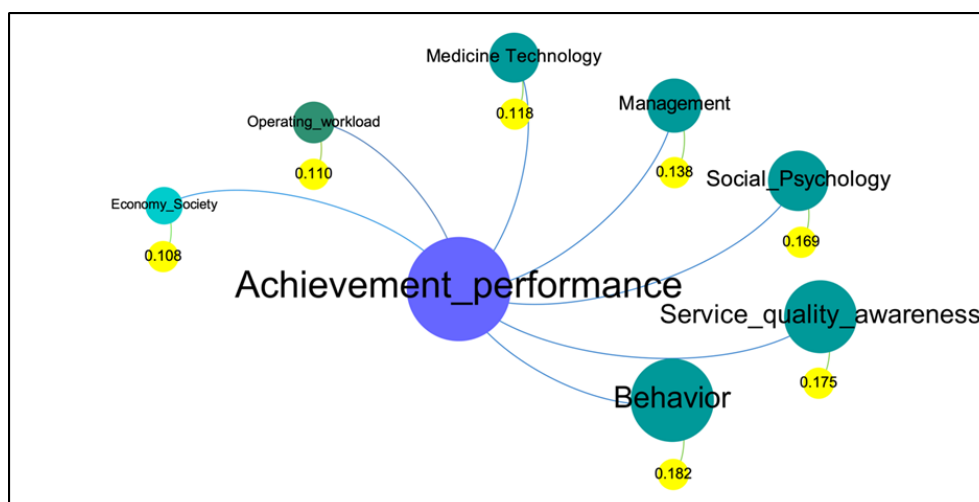 Medicine Technology
0.118
Management
0.138
Operating_workload
0.110
Social_Psychology
0.169
Economy_Society
0.108
Achievement_performance
Service_quality_awareness
0.175
Behavior
0.182